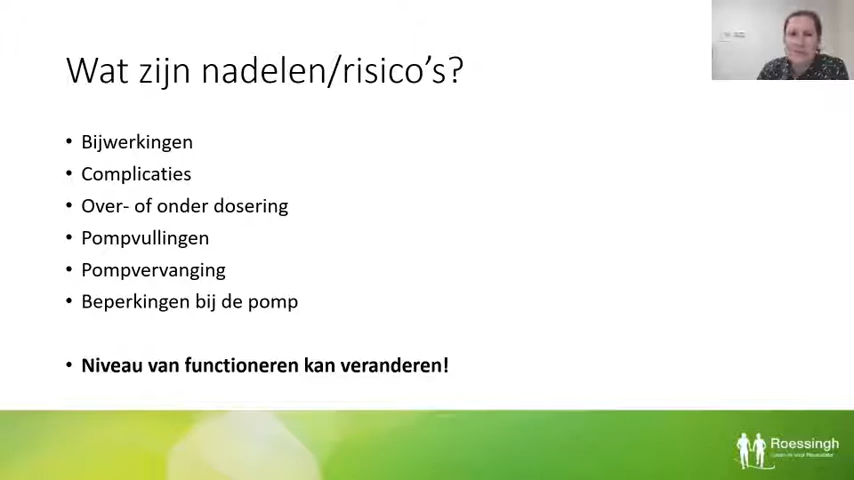 Wat zijn nadelen/risico's?
• Bijwerkingen
• Complicaties
• Over- of onder dosering
• Pompvullingen
• Pompvervanging
• Beperkingen bij de pomp
• Niveau van functioneren kan veranderen!
Roessingh